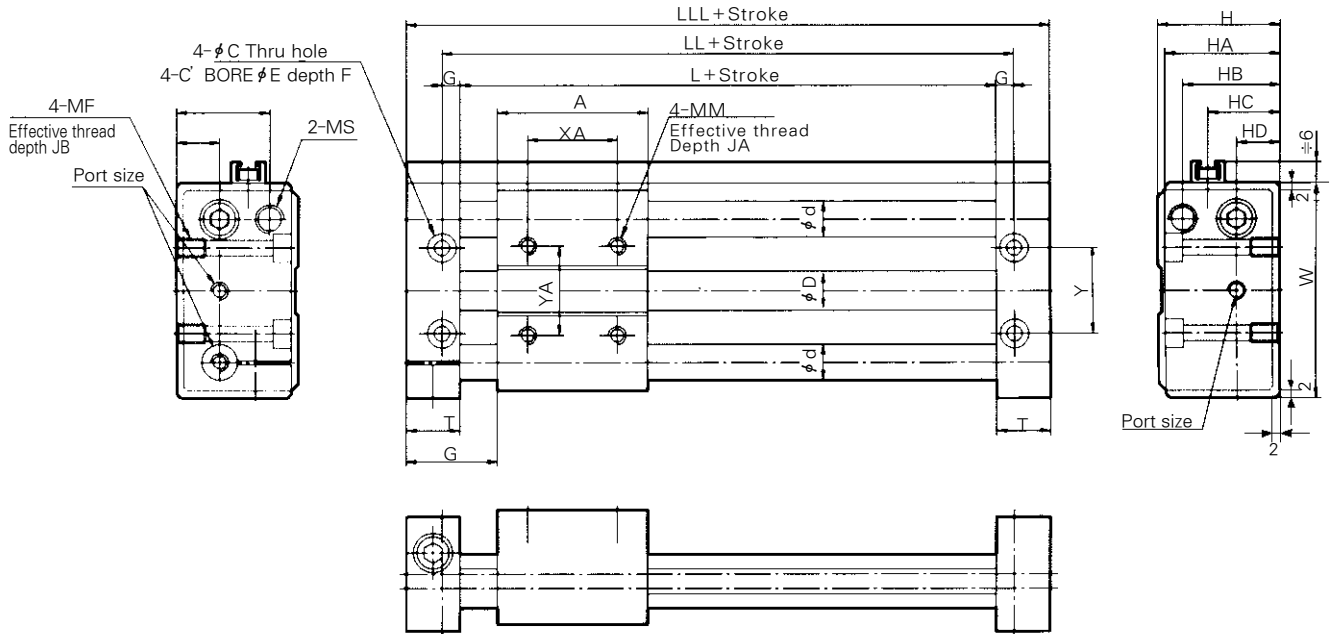 LLL+Stroke
H
LL+Stroke
HA
4-φC Thru hole
4-C' BORE φE depth F
G
L+Stroke
G
HB
4-MF
Effective thread
depth JB
2-MS
A
4-MM
Effective thread
Depth JA
HC
XA
HD
≒6
Port size
2
φd
YA
φD
Y
W
φd
2
T
T
Port size
G
2